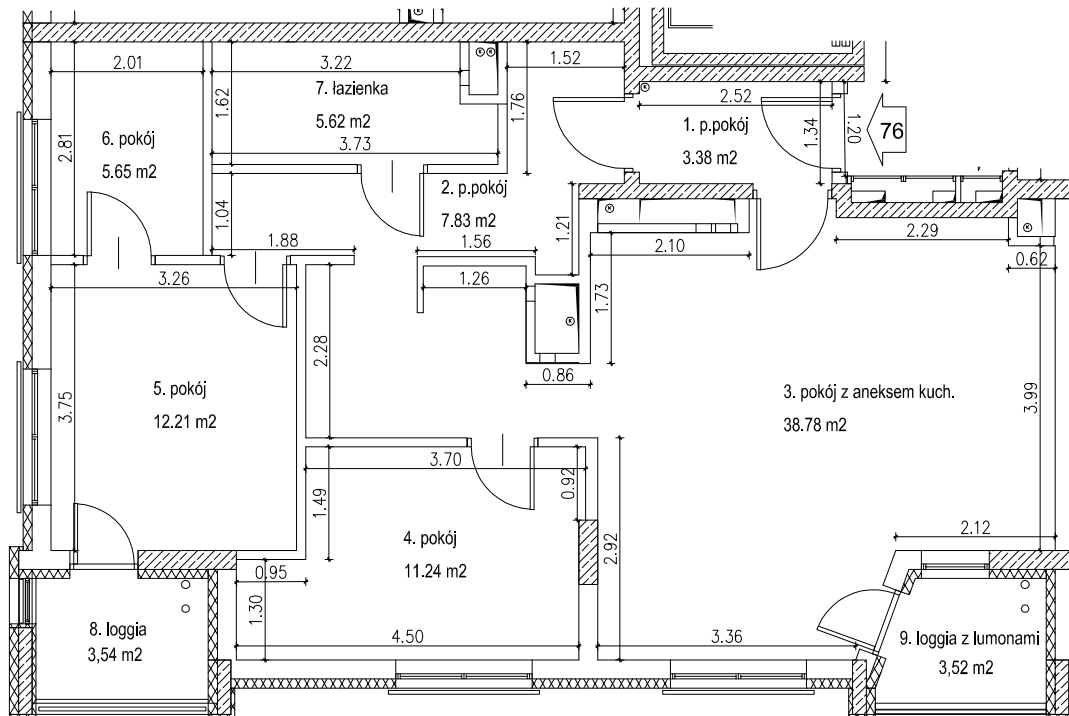 2.01
3.22
1.52
7. łazienka
5.62 m2
1.62
1.76
2.52
1. p.pokój
3.38 m2
1.34
1.20
76
2.81
6. pokój
5.65 m2
3.73
2. p.pokój
7.83 m2
1.04
1.88
1.56
1.21
2.10
2.29
0.62
3.26
1.26
1.73
2.28
0.86
3.75
5. pokój
12.21 m2
3. pokój z aneksem kuch.
38.78 m2
3.99
3.70
0.92
1.49
4. pokój
11.24 m2
2.92
2.12
0.95
1.30
4.50
3.36
8. loggia
3,54 m2
9. loggia z lumonami
3,52 m2